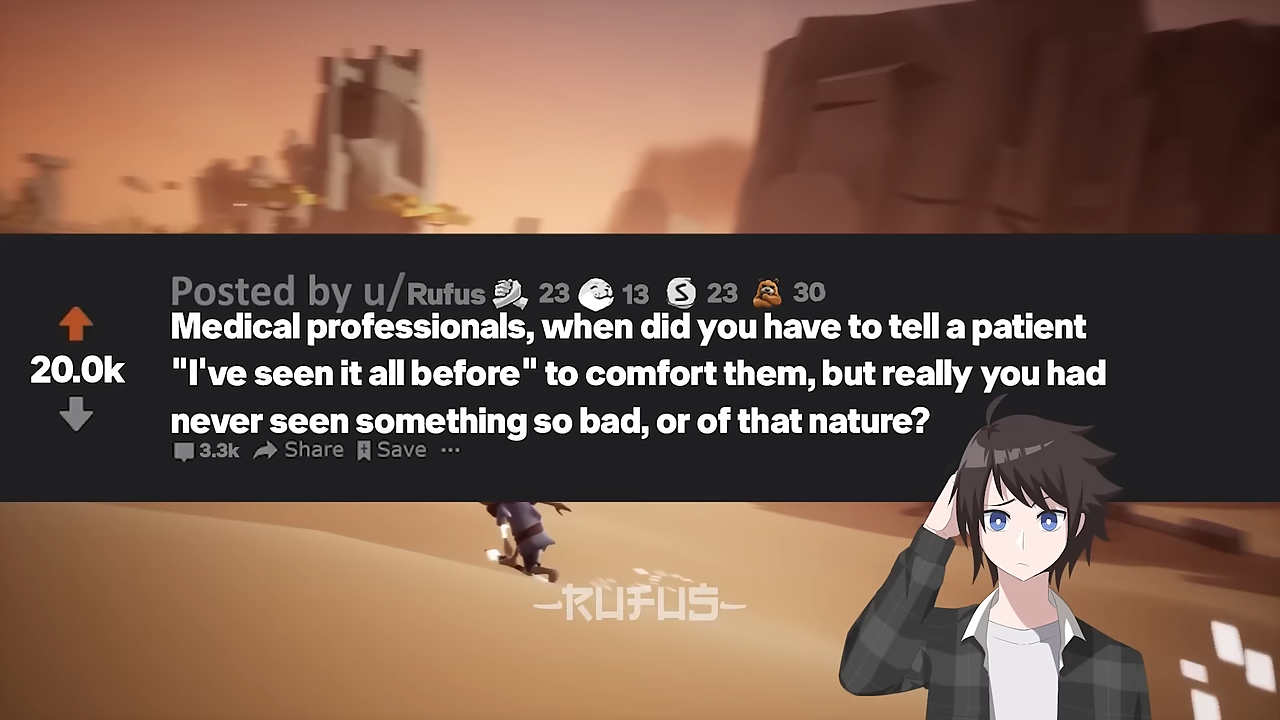 Posted by u/Rufus 23 13 S 23 30
Medical professionals, when did you have to tell a patient
20.0k
"I've seen it all before" to comfort them, but really you had
never seen something so bad, or of that nature?
3.3k Share Save ...
-RUFUS-